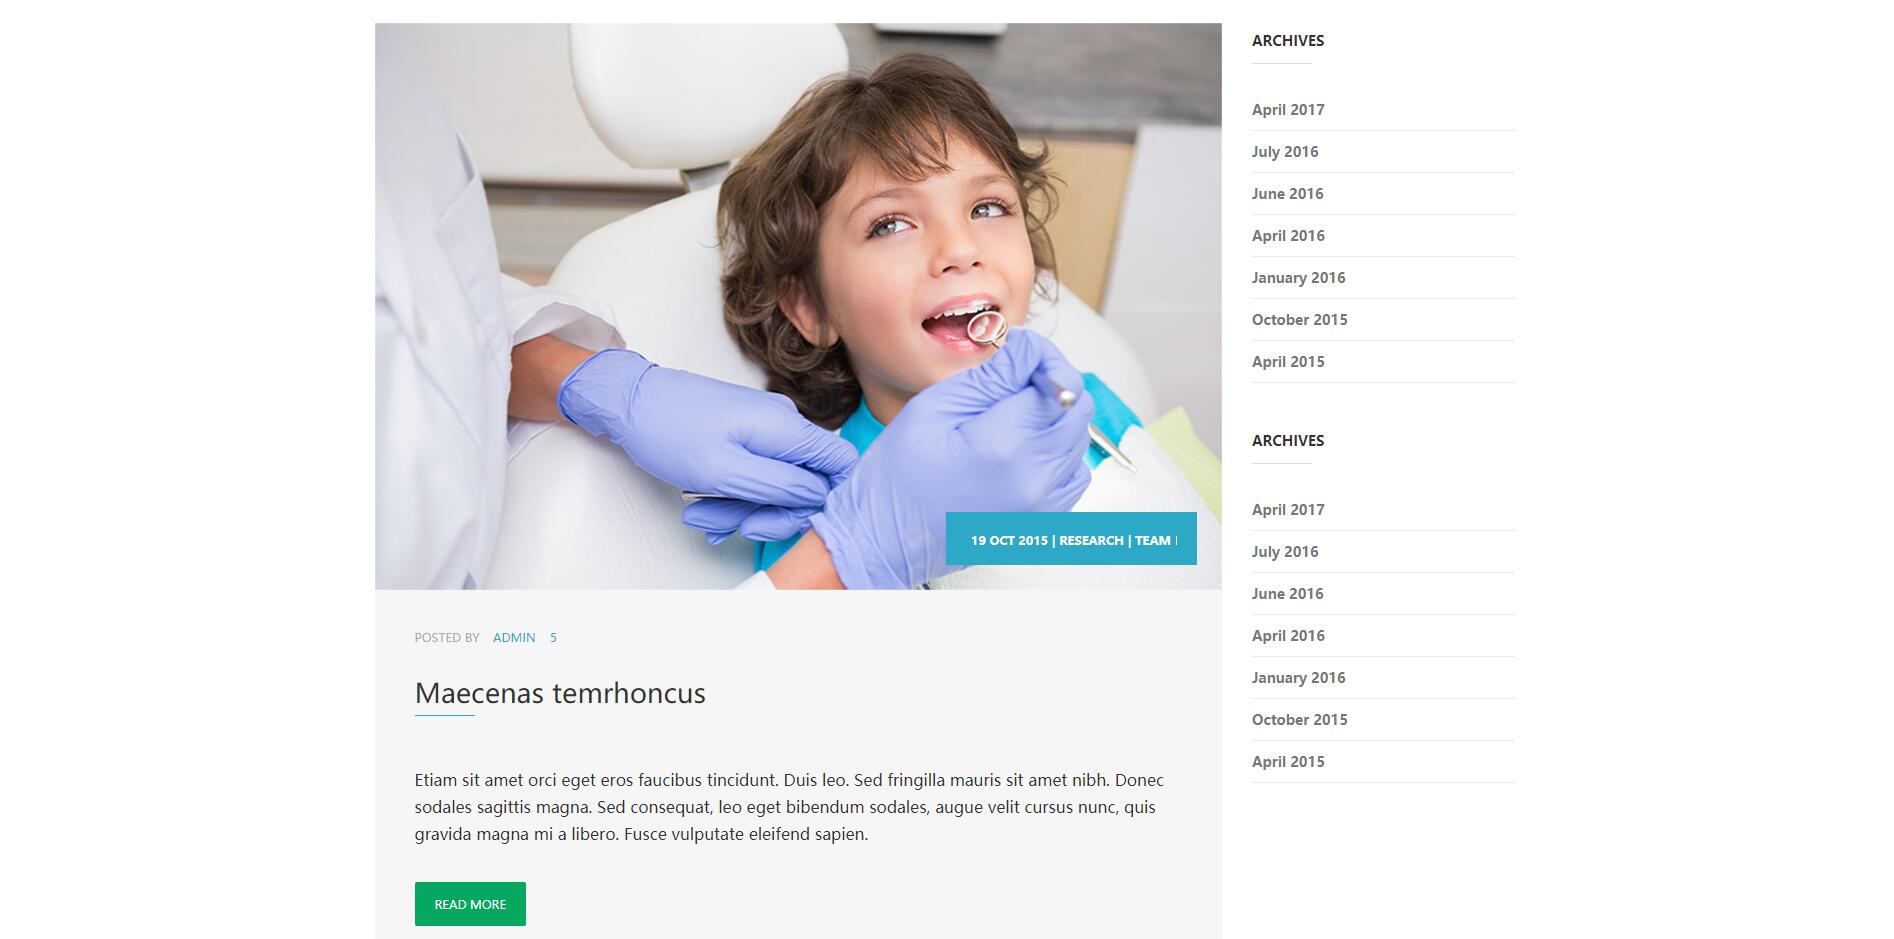 19 OCT 2015 | RESEARCH | TEAM |
POSTED BY ADMIN 5
Maecenas temrhoncus
Etiam sit amet orci eget eros faucibus tincidunt. Duis leo. Sed fringilla mauris sit amet nibh. Donec
sodales sagittis magna. Sed consequat, leo eget bibendum sodales, augue velit cursus nunc, quis
gravida magna mi a libero. Fusce vulputate eleifend sapien.
READ MORE
ARCHIVES
April 2017
July 2016
June 2016
April 2016
January 2016
October 2015
April 2015
ARCHIVES
April 2017
July 2016
June 2016
April 2016
January 2016
October 2015
April 2015